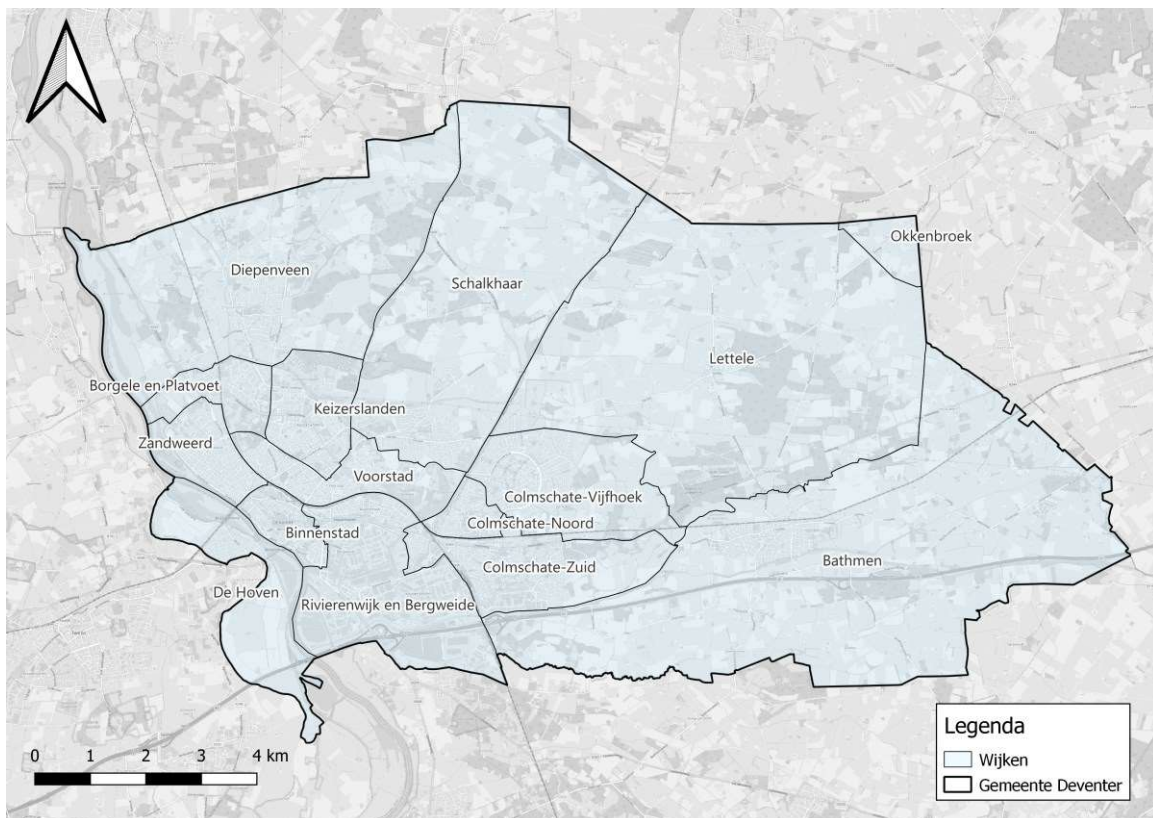 Okkenbroek
Diepenveen
Schalkhaar
Lettele
Borgele en Platvoet
Keizerslanden
Zandweerd
Voorstad
Colmschate-Vijfhoek
Colmschate-Noord
Binnenstad
Colmschate-Zuid
Bathmen
De Hoven
Rivierenwijk en Bergweide
0 1 2 3 4 km
Legenda
Wijken
Gemeente Deventer